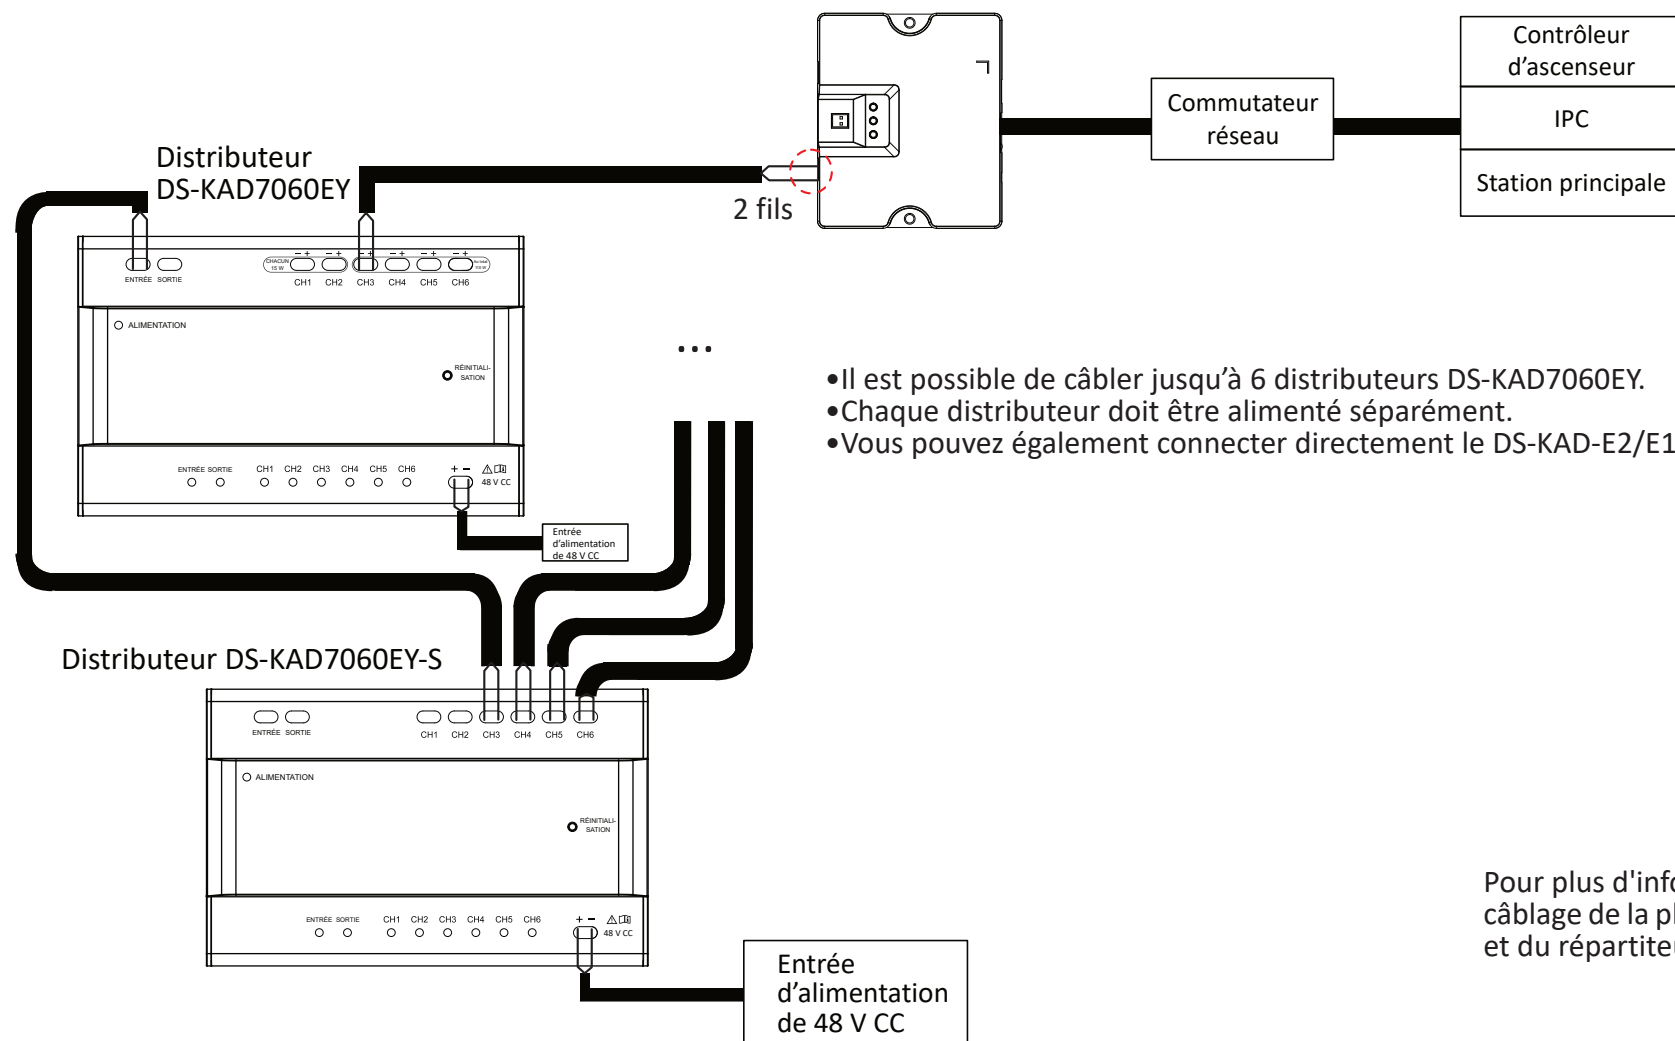 Contrôleur
d’ascenseur
IPC
Station principale
Commutateur
réseau
Distributeur
DS-KAD7060EY
2 fils
ENTRÉE SORTIE
CHACUN
15 W
- + - + - + - + - + - +
CH1 CH2 CH3 CH4 CH5 CH6
ALIMENTATION
RÉINITIALI-
SATION
ENTRÉE SORTIE CH1 CH2 CH3 CH4 CH5 CH6 + -
48 V CC
Entrée
d’alimentation
de 48 V CC
...
•Il est possible de câbler jusqu’à 6 distributeurs DS-KAD7060EY.
•Chaque distributeur doit être alimenté séparément.
•Vous pouvez également connecter directement le DS-KAD-E2/E1
Distributeur DS-KAD7060EY-S
ENTRÉE SORTIE CH1 CH2 CH3 CH4 CH5 CH6
ALIMENTATION
RÉINITIALI-
SATION
ENTRÉE SORTIE CH1 CH2 CH3 CH4 CH5 CH6 + -
48 V CC
Entrée
d’alimentation
de 48 V CC
Pour plus d'info
câblage de la
et du